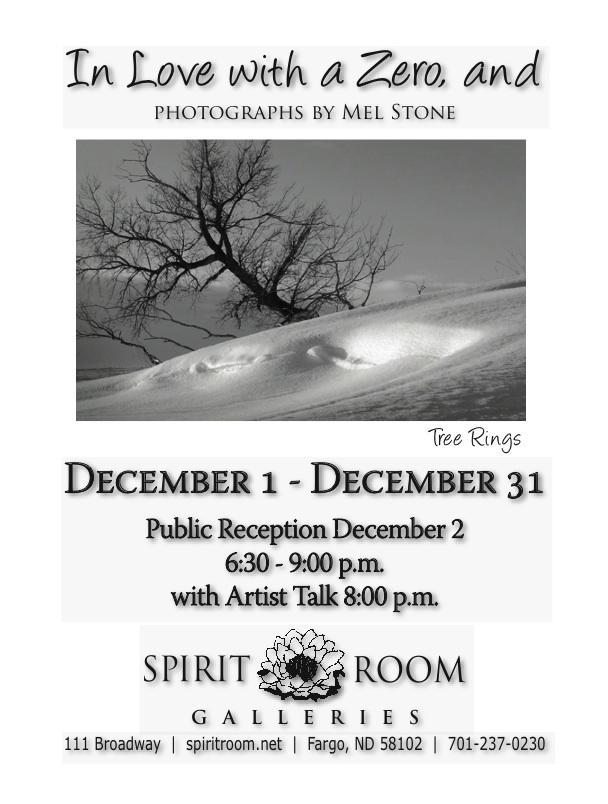 In Love with a Zero, and
PHOTOGRAPHS BY MEL STONE
Tree Rings
DECEMBER 1 - DECEMBER 31
Public Reception December 2
6:30 - 9:00 p.m.
with Artist Talk 8:00 p.m.
SPIRIT ROOM
GALLERIES
111 Broadway | spiritroom.net | Fargo, ND 58102 | 701-237-0230